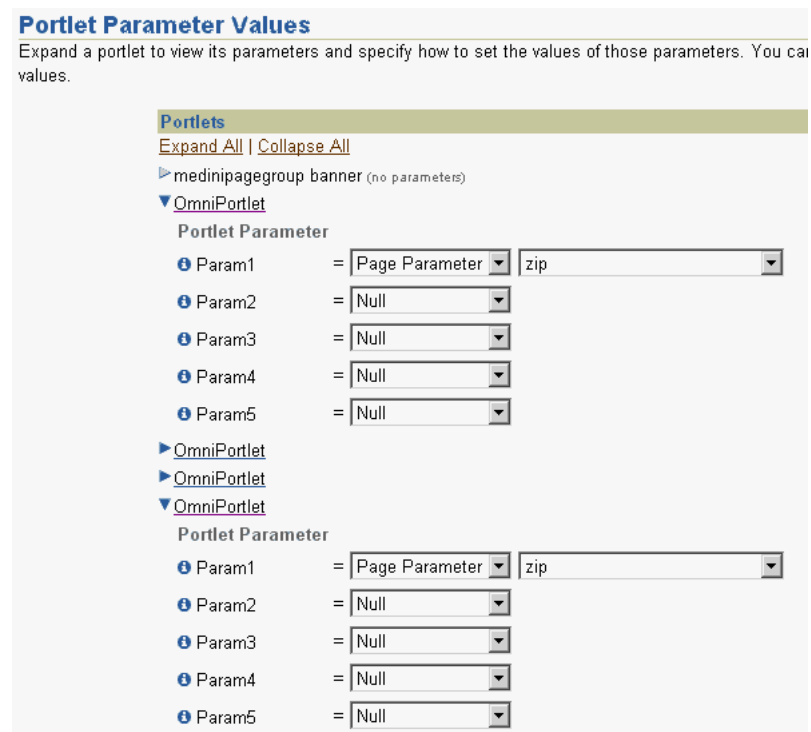 Portlet Parameter Values
Expand a portlet to view its parameters and specify how to set the values of those parameters. You
values.
Portlets
Expand All | Collapse All
medinipagegroup banner (no parameters)
OmniPortlet
Portlet Parameter
Param1 = Page Parameter zip
Param2 = Null
Param3 = Null
Param4 = Null
Param5 = Null
OmniPortlet
OmniPortlet
OmniPortlet
Portlet Parameter
Param1 = Page Parameter zip
Param2 = Null
Param3 = Null
Param4 = Null
Param5 = Null